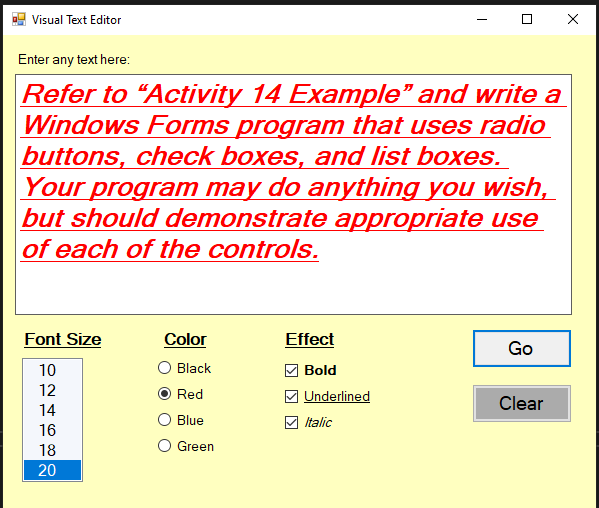 Visual Text Editor
Enter any text here:
Refer to “Activity 14 Example” and write a
Windows Forms program that uses radio
buttons, check boxes, and list boxes.
Your program may do anything you wish,
but should demonstrate appropriate use
of each of the controls.
Font Size
10
12
14
16
18
20
Color
Black
Red
Blue
Green
Effect
Bold
Underlined
Italic
Go
Clear